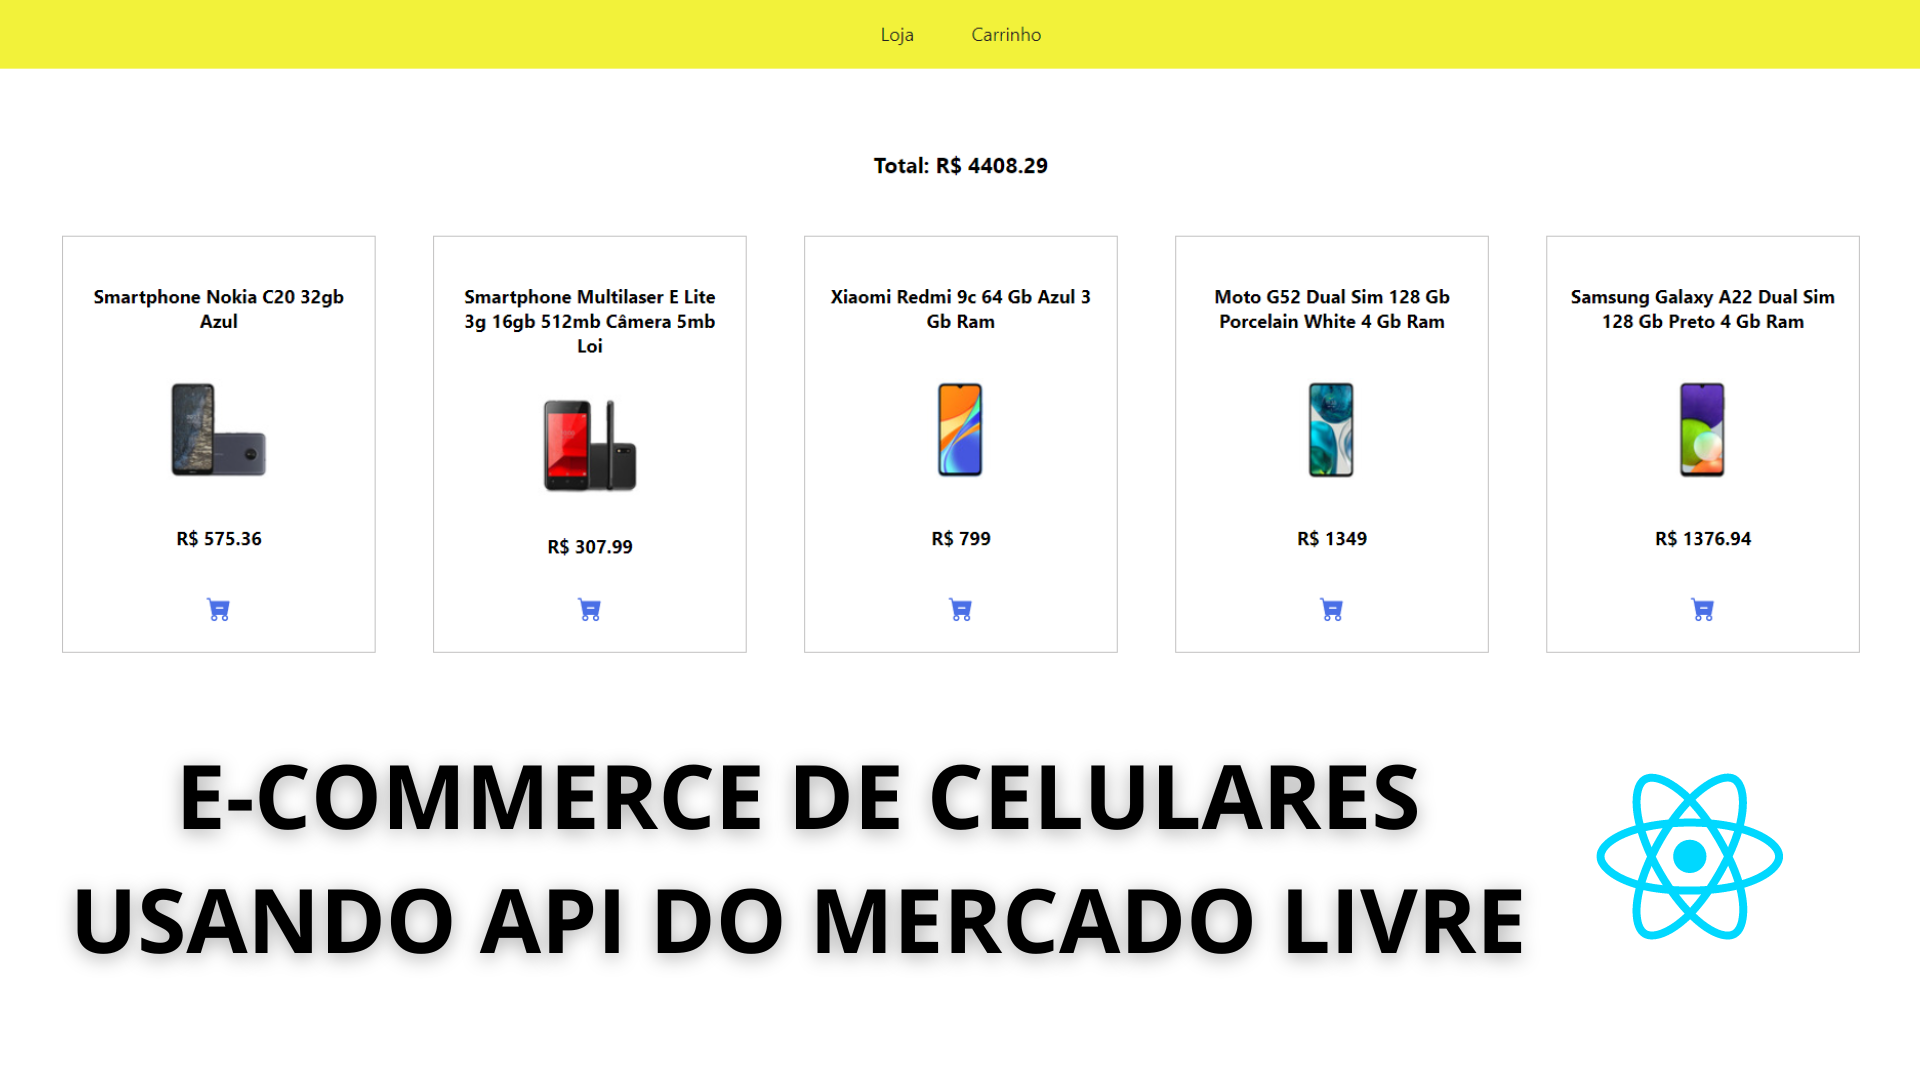 Loja Carrinho
Total: R$ 4408.29
Smartphone Nokia C20 32gb
Azul
R$ 575.36
Smartphone Multilaser E Lite
3g 16gb 512mb Câmera 5mb
Loi
R$ 307.99
Xiaomi Redmi 9c 64 Gb Azul 3
Gb Ram
R$ 799
Moto G52 Dual Sim 128 Gb
Porcelain White 4 Gb Ram
R$ 1349
Samsung Galaxy A22 Dual Sim
128 Gb Preto 4 Gb Ram
R$ 1376.94
E-COMMERCE DE CELULARES
USANDO API DO MERCADO LIVRE